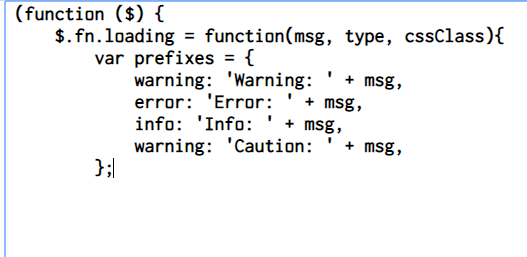 (function ($) {
    $.fn.loading = function(msg, type, cssClass){
        var prefixes = {
            warning: 'Warning: ' + msg,
            error: 'Error: ' + msg,
            info: 'Info: ' + msg,
            warning: 'Caution: ' + msg,
        };